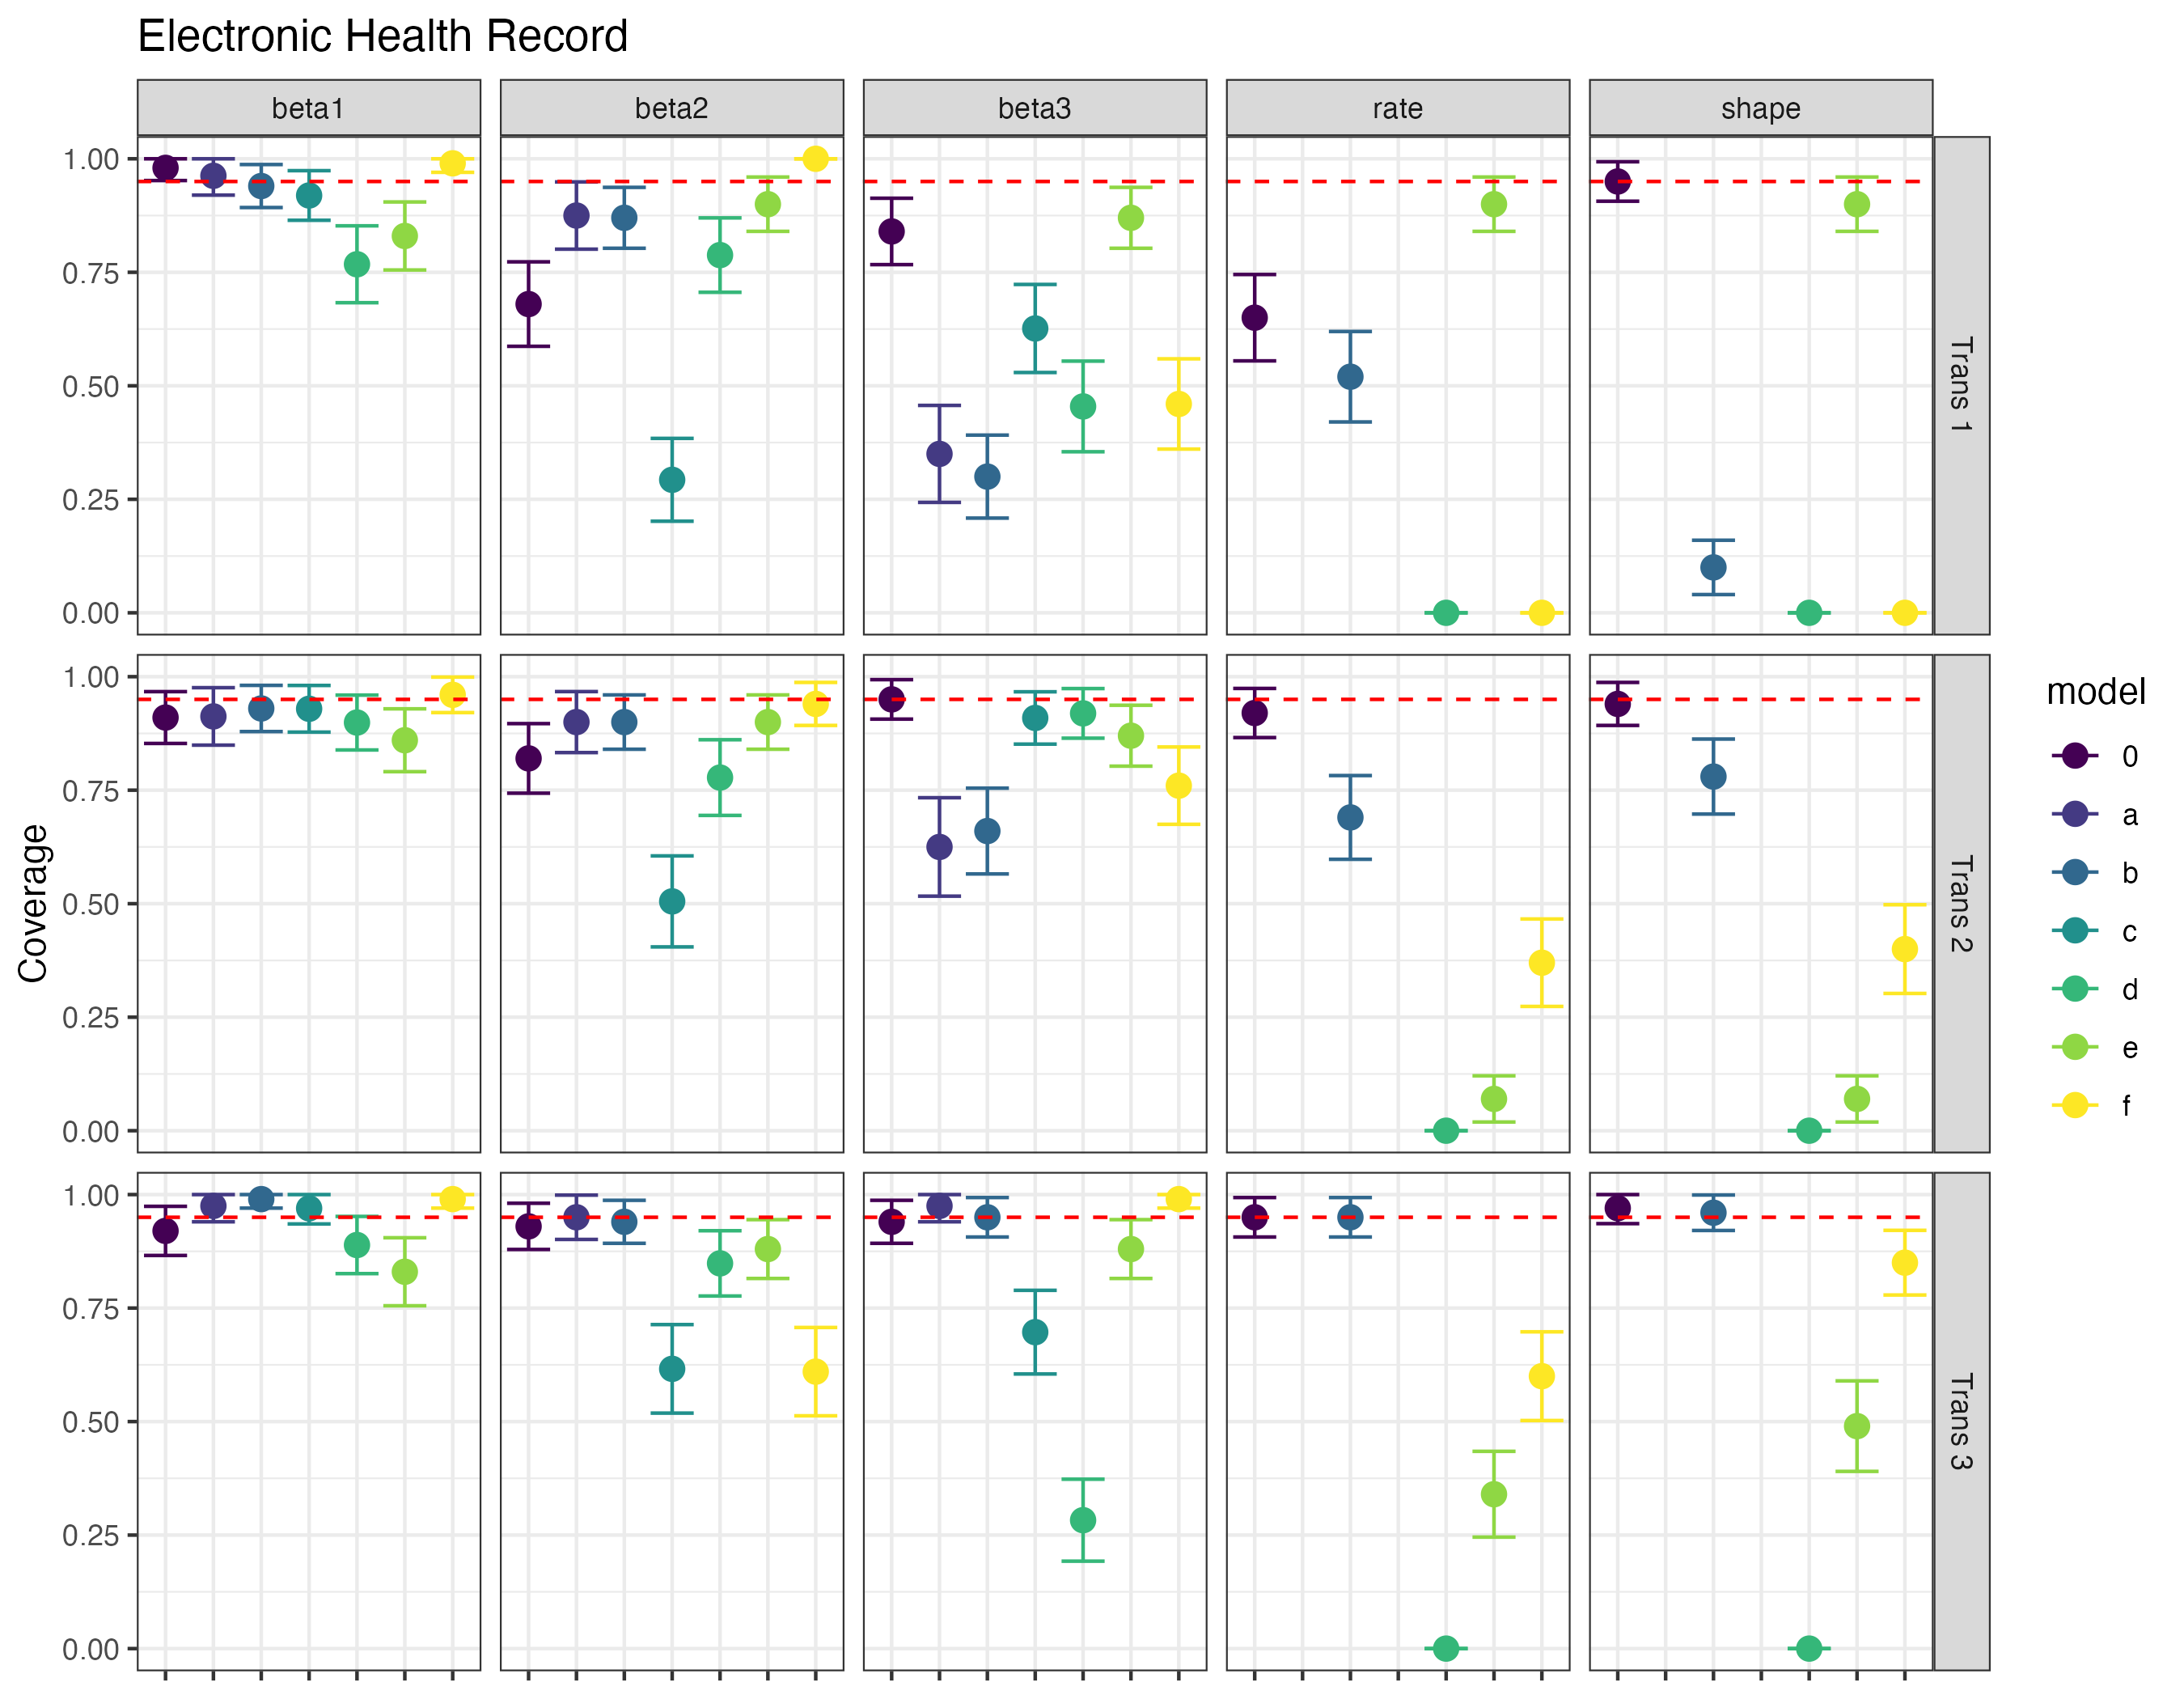 Electronic Health Record
beta1 beta2 beta3 rate shape
1.00
0.75
0.50
0.25
0.00
Trans 1
1.00
0.75
0.50
0.25
0.00
Trans 2
1.00
0.75
0.50
0.25
0.00
Trans 3
Coverage
model
0
a
b
c
d
e
f